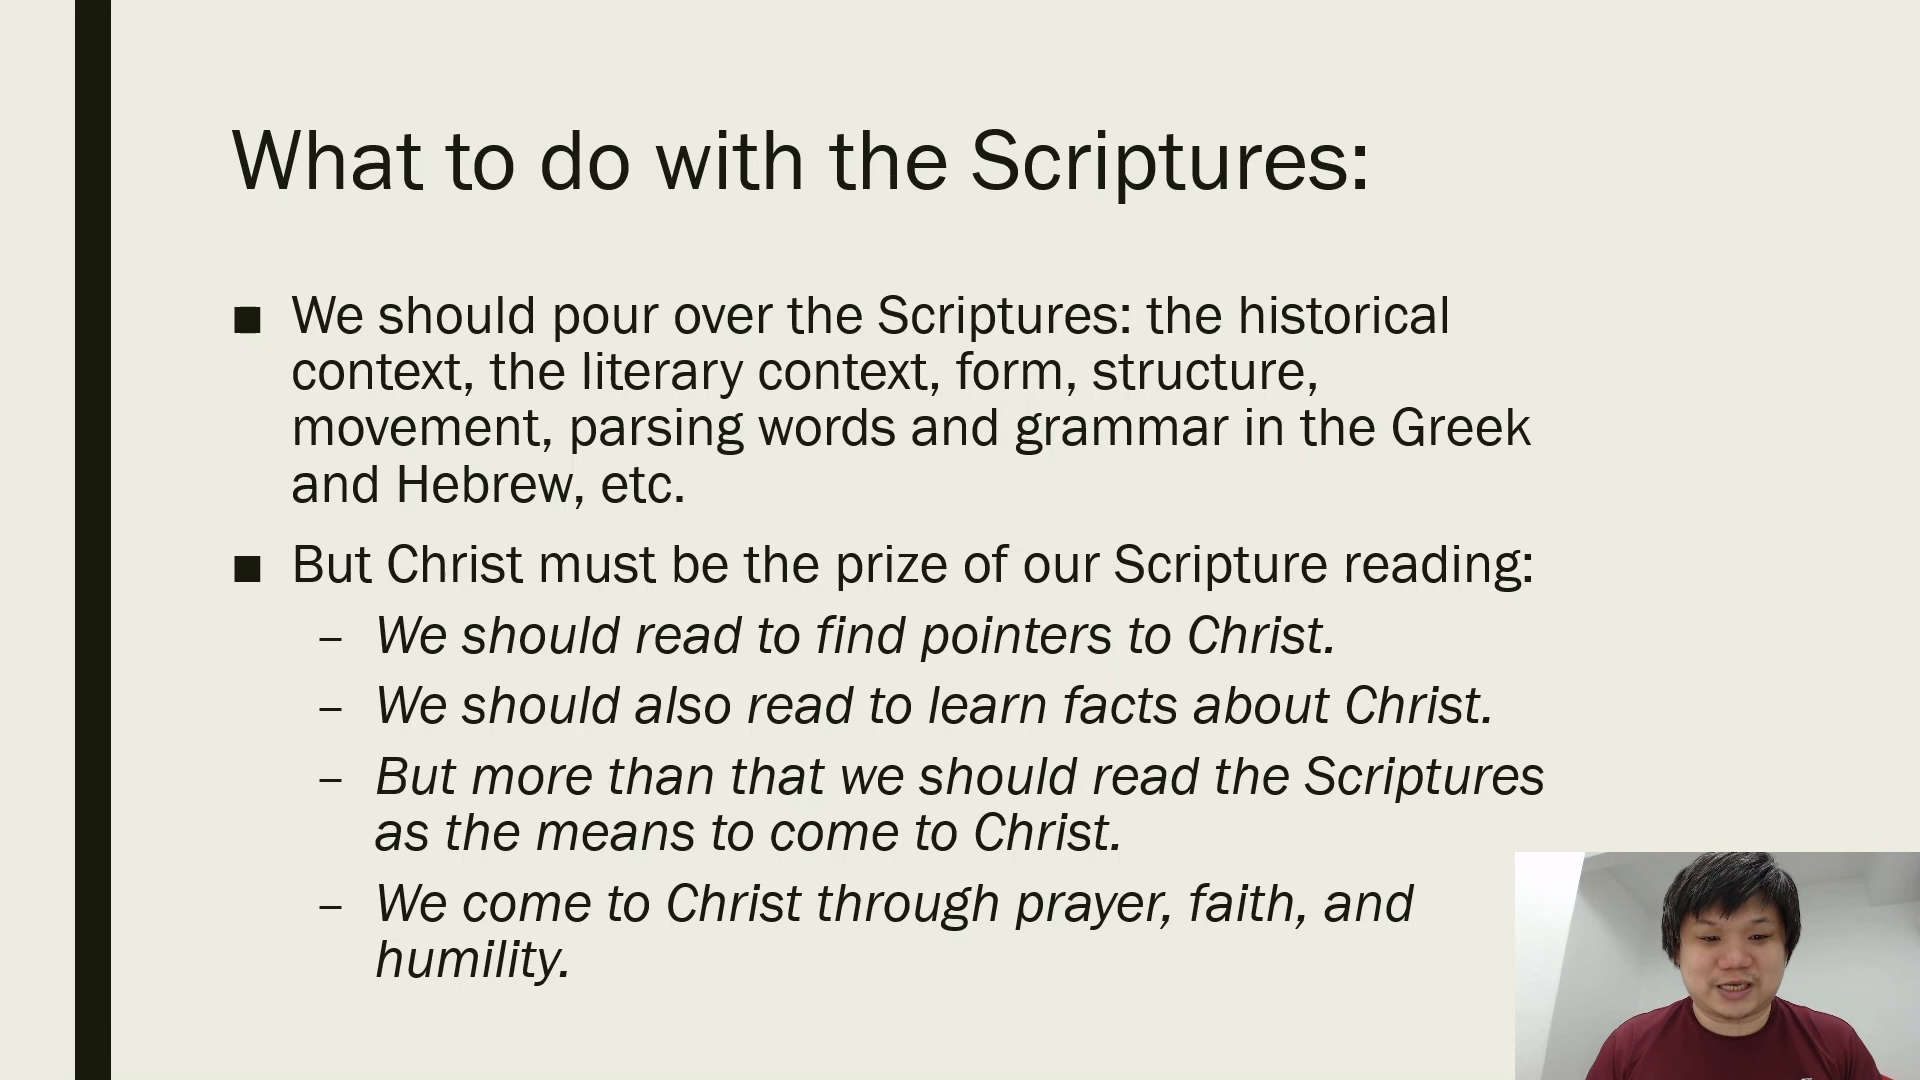 What to do with the Scriptures:
■ We should pour over the Scriptures: the historical
context, the literary context, form, structure,
movement, parsing words and grammar in the Greek
and Hebrew, etc.
■ But Christ must be the prize of our Scripture reading:
– We should read to find pointers to Christ.
– We should also read to learn facts about Christ.
– But more than that we should read the Scriptures
as the means to come to Christ.
– We come to Christ through prayer, faith, and
humility.